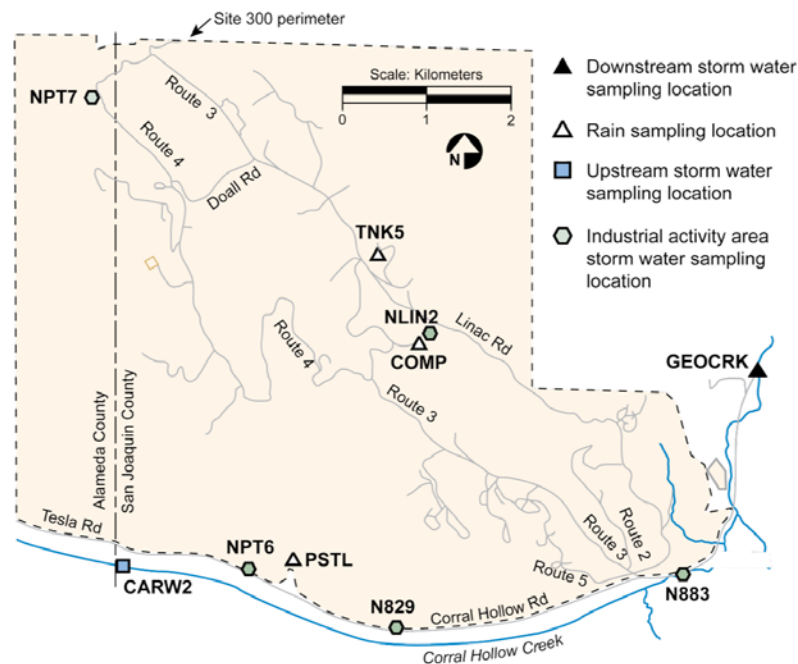 Site 300 perimeter
NPT7
Route 3
Route 4
Doall Rd
Scale: Kilometers
0 1 2
N
Downstream storm water
sampling location
Rain sampling location
Upstream storm water
sampling location
Industrial activity area
storm water sampling
location
TNK5
NLIN2
COMP
Linac Rd
Route 4
Route 3
GEOCRK
Alameda County
San Joaquin County
Tesla Rd
CARW2
NPT6
PSTL
N829
Corral Hollow Rd
Corral Hollow Creek
Route 5
Route 3
Route 2
N883